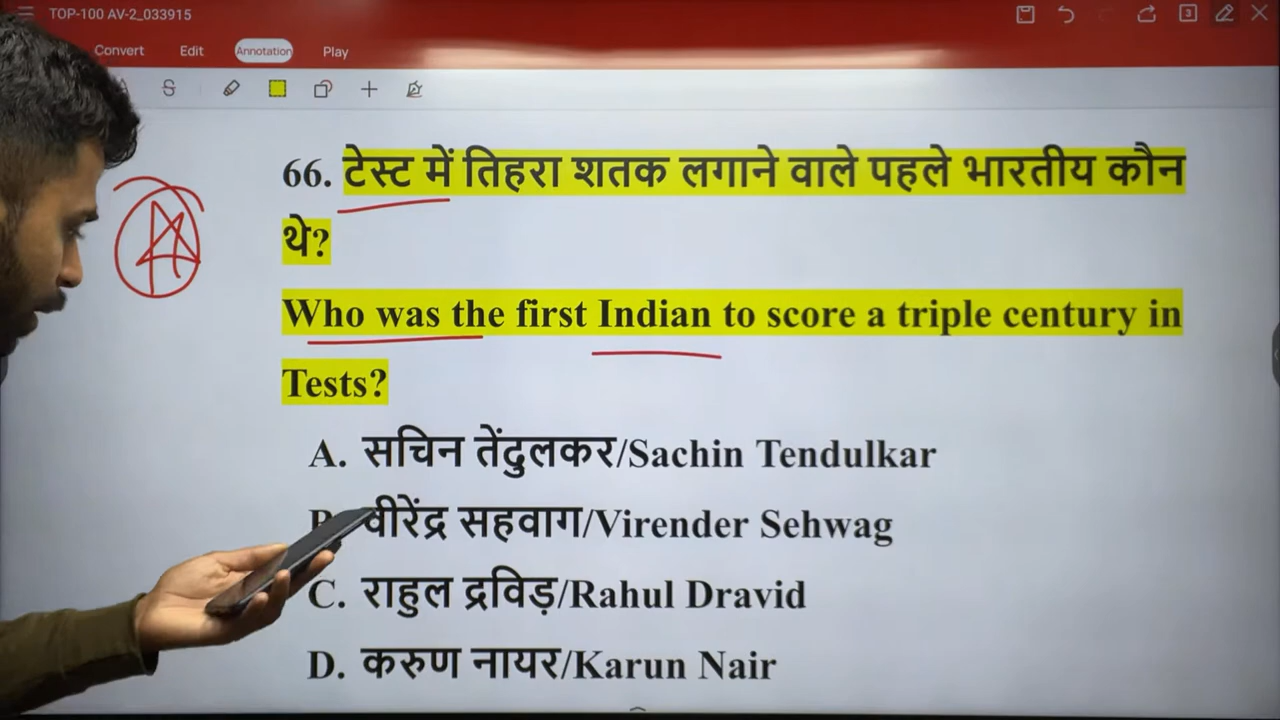 TOP-100 AV-2_033915
3
Convert Edit Annotation Play
66. टेस्ट में तिहरा शतक लगाने वाले पहले भारतीय कौन
थे?
Who was the first Indian to score a triple century in
Tests?
A. सचिन तेंदुलकर/Sachin Tendulkar
वीरेंद्र सहवाग/Virender Sehwag
C. राहुल द्रविड़/Rahul Dravid
D. करुण नायर/Karun Nair